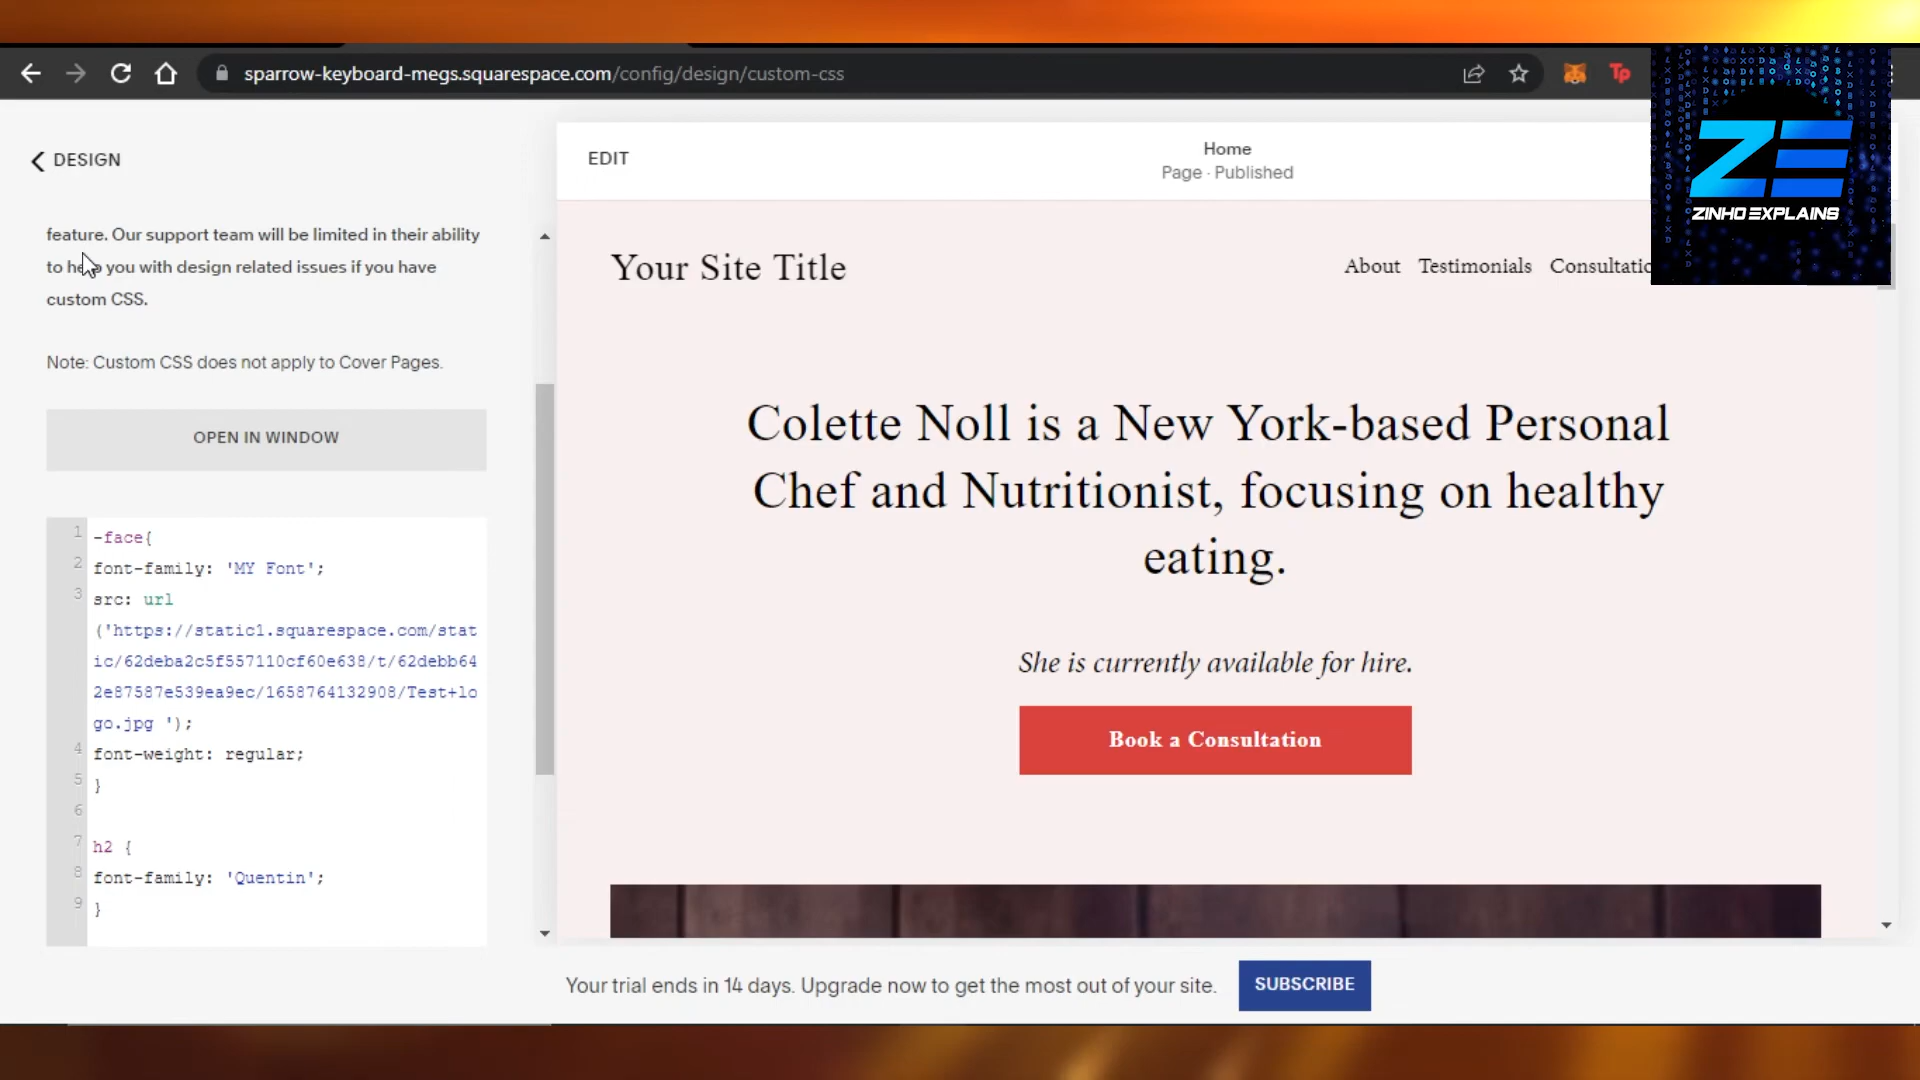 sparrow-keyboard-megs.squarespace.com/config/design/custom-css
Tp
ZE
ZINHO EXPLAINS
DESIGN
feature. Our support team will be limited in their ability
to help you with design related issues if you have
custom CSS.
Note: Custom CSS does not apply to Cover Pages.
OPEN IN WINDOW
1 -face{
2 font-family: 'MY Font';
3 src: url
('https://static1.squarespace.com/stat
ic/62deba2c5f557110cf60e638/t/62debb64
2e87587e539ea9ec/1658764132908/Test+lo
go.jpg ');
4 font-weight: regular;
5 }
6
7 h2 {
8 font-family: 'Quentin';
9 }
EDIT
Home
Page · Published
Your Site Title
About Testimonials Consultatio
Colette Noll is a New York-based Personal
Chef and Nutritionist, focusing on healthy
eating.
She is currently available for hire.
Book a Consultation
Your trial ends in 14 days. Upgrade now to get the most out of your site.
SUBSCRIBE